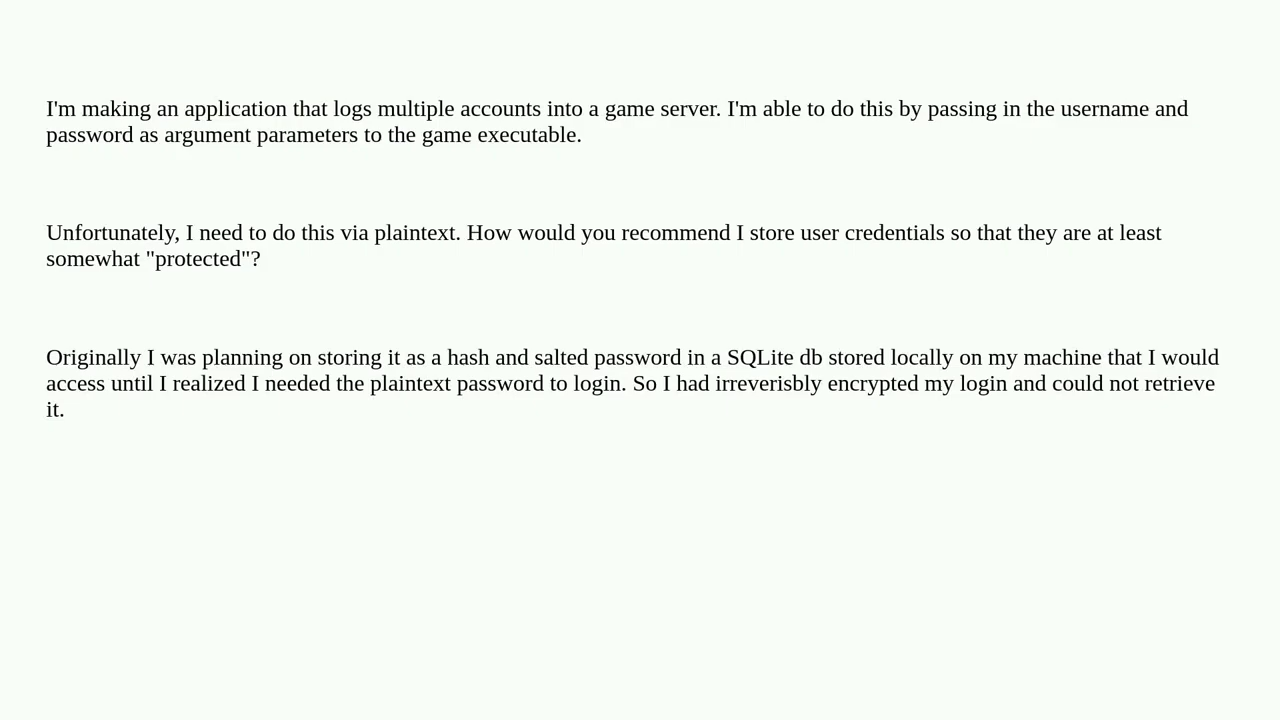 I'm making an application that logs multiple accounts into a game server. I'm able to do this by passing in the username and
password as argument parameters to the game executable.
Unfortunately, I need to do this via plaintext. How would you recommend I store user credentials so that they are at least
somewhat "protected"?
Originally I was planning on storing it as a hash and salted password in a SQLite db stored locally on my machine that I would
access until I realized I needed the plaintext password to login. So I had irreverisbly encrypted my login and could not retrieve
it.